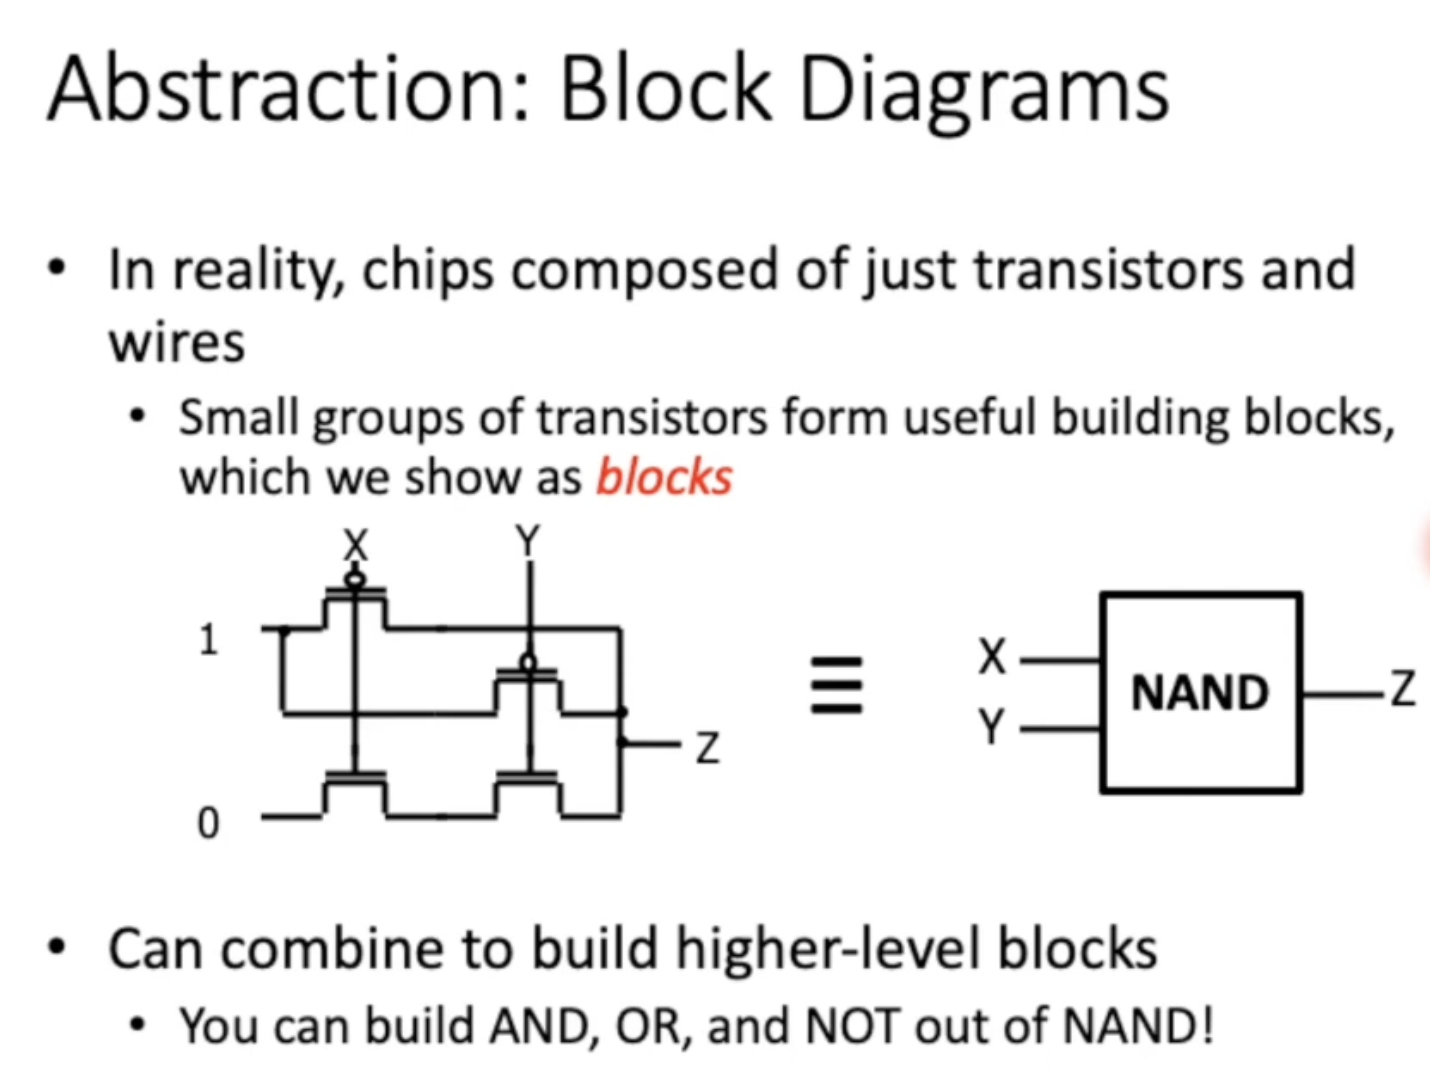 Abstraction: Block Diagrams
• In reality, chips composed of just transistors and
wires
• Small groups of transistors form useful building blocks,
which we show as blocks
X Y
1
X
NAND
Z
Y
Z
0
• Can combine to build higher-level blocks
• You can build AND, OR, and NOT out of NAND!